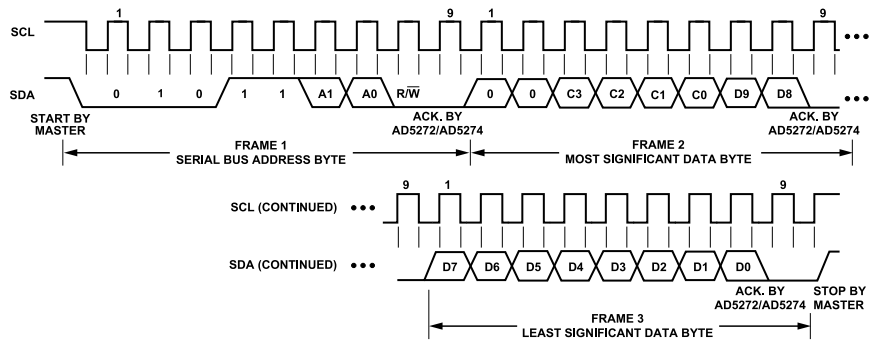 1 9 1 9
SCL
SDA 0 1 0 1 1 A1 A0 R/W 0 0 C3 C2 C1 C0 D9 D8
START BY MASTER
ACK. BY AD5272/AD5274
ACK. BY AD5272/AD5274
FRAME 1
SERIAL BUS ADDRESS BYTE
FRAME 2
MOST SIGNIFICANT DATA BYTE
9 1 9
SCL (CONTINUED)
SDA (CONTINUED) D7 D6 D5 D4 D3 D2 D1 D0
ACK. BY AD5272/AD5274
STOP BY MASTER
FRAME 3
LEAST SIGNIFICANT DATA BYTE